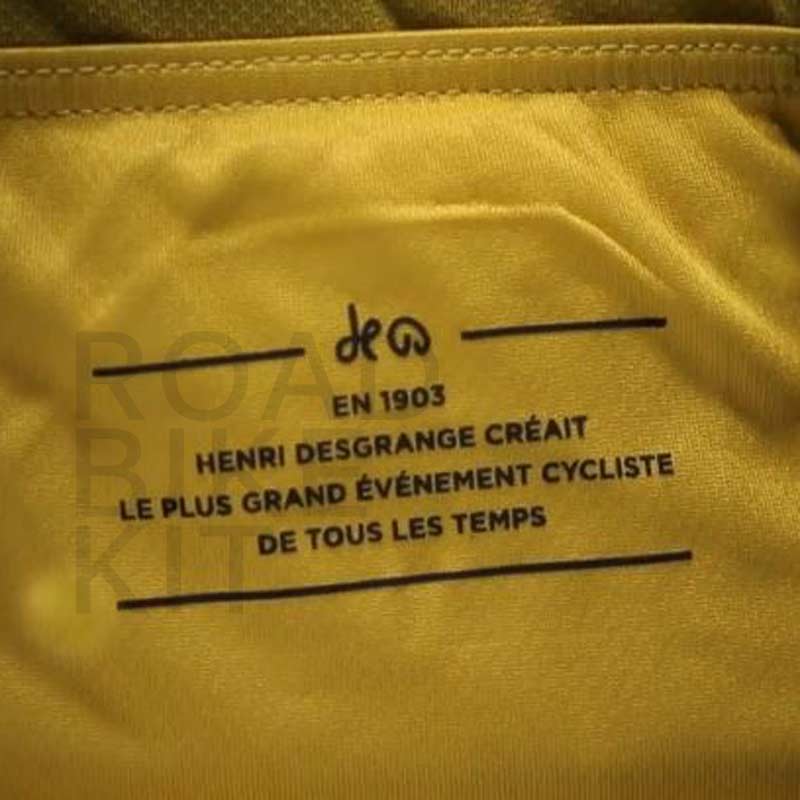 EN 1903
HENRI DESGRANGE CRÉAIT
LE PLUS GRAND ÉVÉNEMENT CYCLISTE
DE TOUS LES TEMPS
ROAD
BIKE
KIT